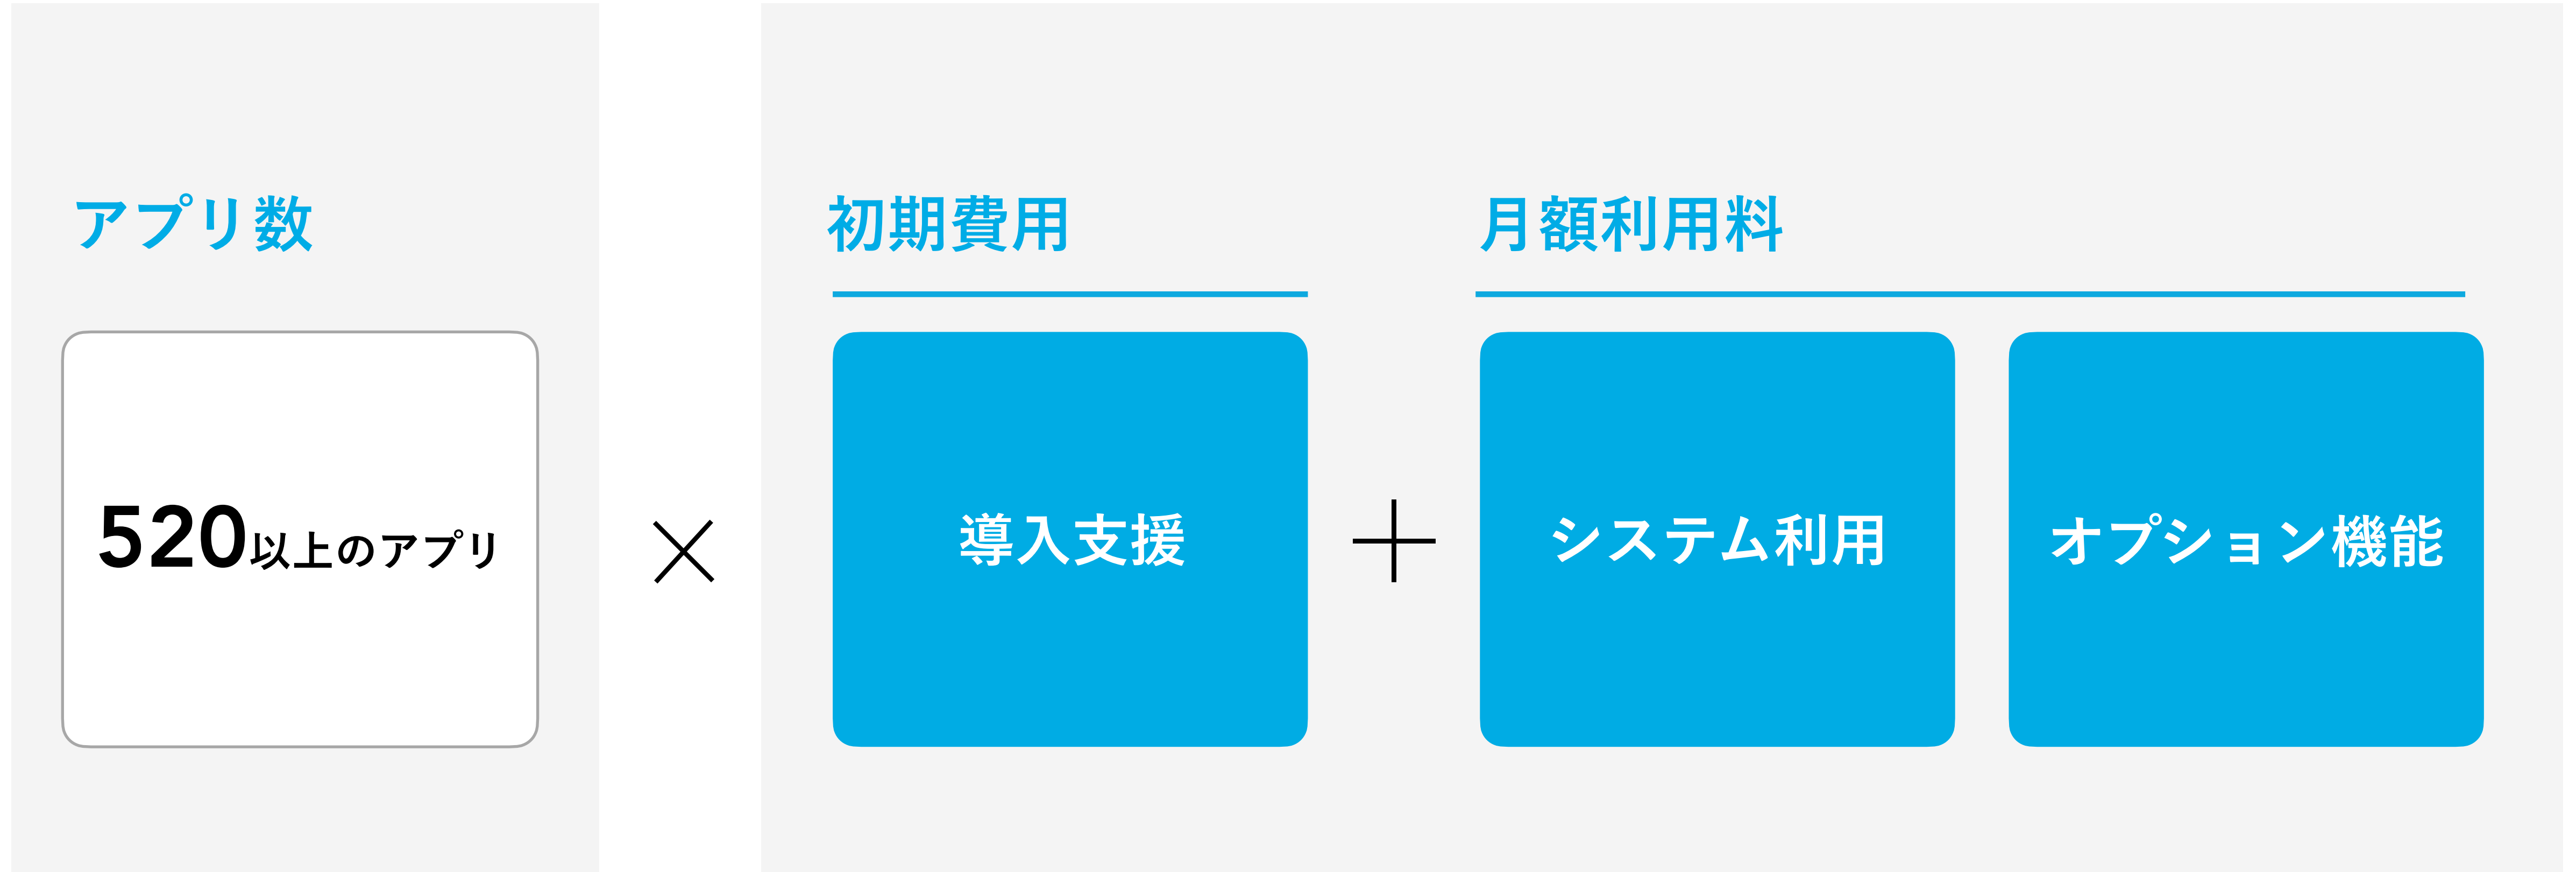 アプリ数
520以上のアプリ
×
初期費用
導入支援
+
月額利用料
システム利用
オプション機能